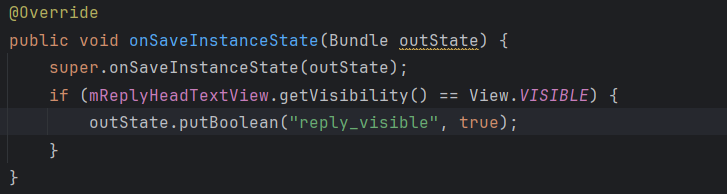 @Override
public void onSaveInstanceState(Bundle outState) {
    super.onSaveInstanceState(outState);
    if (mReplyHeadTextView.getVisibility() == View.VISIBLE) {
        outState.putBoolean("reply_visible", true);
    }
}